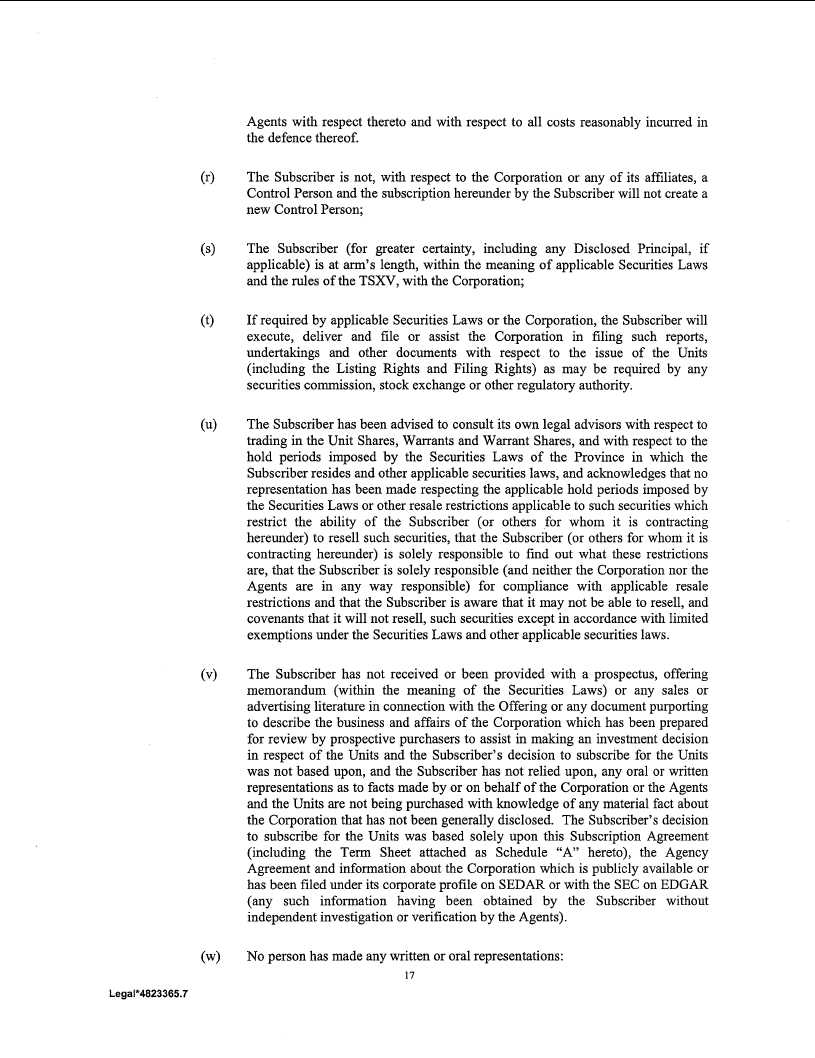 Agents with respect thereto and with respect to all costs reasonably incurred in
the defence thereof.
(r) The Subscriber is not, with respect to the Corporation or any of its affiliates, a
Control Person and the subscription hereunder by the Subscriber will not create a
new Control Person;
(s) The Subscriber (for greater certainty, including any Disclosed Principal, if
applicable) is at arm's length, within the meaning of applicable Securities Laws
and the rules of the TSXV, with the Corporation;
(t) If required by applicable Securities Laws or the Corporation, the Subscriber will
execute, deliver and file or assist the Corporation in filing such reports,
undertakings and other documents with respect to the issue of the Units
(including the Listing Rights and Filing Rights) as may be required by any
securities commission, stock exchange or other regulatory authority.
(u) The Subscriber has been advised to consult its own legal advisors with respect to
trading in the Unit Shares, Warrants and Warrant Shares, and with respect to the
hold periods imposed by the Securities Laws of the Province in which the
Subscriber resides and other applicable securities laws, and acknowledges that no
representation has been made respecting the applicable hold periods imposed by
the Securities Laws or other resale restrictions applicable to such securities which
restrict the ability of the Subscriber (or others for whom it is contracting
hereunder) to resell such securities, that the Subscriber (or others for whom it is
contracting hereunder) is solely responsible to find out what these restrictions
are, that the Subscriber is solely responsible (and neither the Corporation nor the
Agents are in any way responsible) for compliance with applicable resale
restrictions and that the Subscriber is aware that it may not be able to resell, and
covenants that it will not resell, such securities except in accordance with limited
exemptions under the Securities Laws and other applicable securities laws.
(v) The Subscriber has not received or been provided with a prospectus, offering
memorandum (within the meaning of the Securities Laws) or any sales or
advertising literature in connection with the Offering or any document purporting
to describe the business and affairs of the Corporation which has been prepared
for review by prospective purchasers to assist in making an investment decision
in respect of the Units and the Subscriber's decision to subscribe for the Units
was not based upon, and the Subscriber has not relied upon, any oral or written
representations as to facts made by or on behalf of the Corporation or the Agents
and the Units are not being purchased with knowledge of any material fact about
the Corporation that has not been generally disclosed. The Subscriber's decision
to subscribe for the Units was based solely upon this Subscription Agreement
(including the Term Sheet attached as Schedule "A" hereto), the Agency
Agreement and information about the Corporation which is publicly available or
has been filed under its corporate profile on SEDAR or with the SEC on EDGAR
(any such information having been obtained by the Subscriber without
independent investigation or verification by the Agents).
(w) No person has made any written or oral representations:
17
Legal*4823365.7